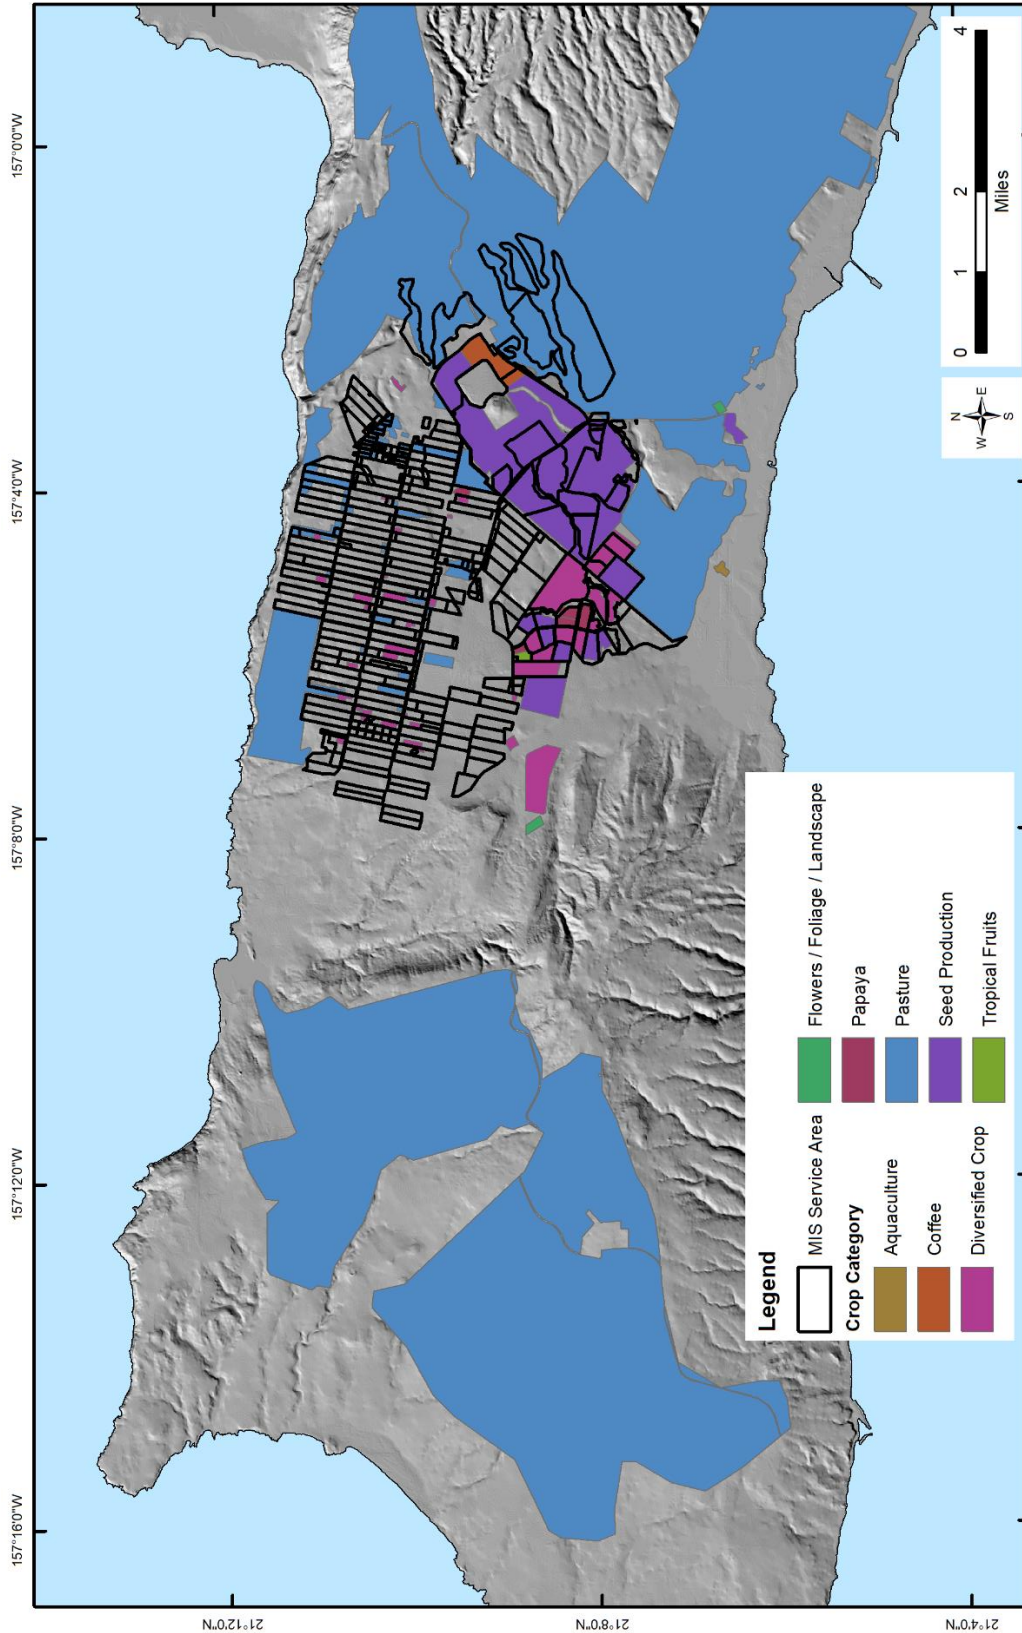 157°16'0"W
157°12'0"W
157°8'0"W
157°4'0"W
157°0'0"W
21°12'0"N
21°8'0"N
21°4'0"N
Legend
MIS Service Area
Crop Category
Aquaculture
Coffee
Diversified Crop
Flowers / Foliage / Landscape
Papaya
Pasture
Seed Production
Tropical Fruits
N
W
E
S
0
1
2
4
Miles